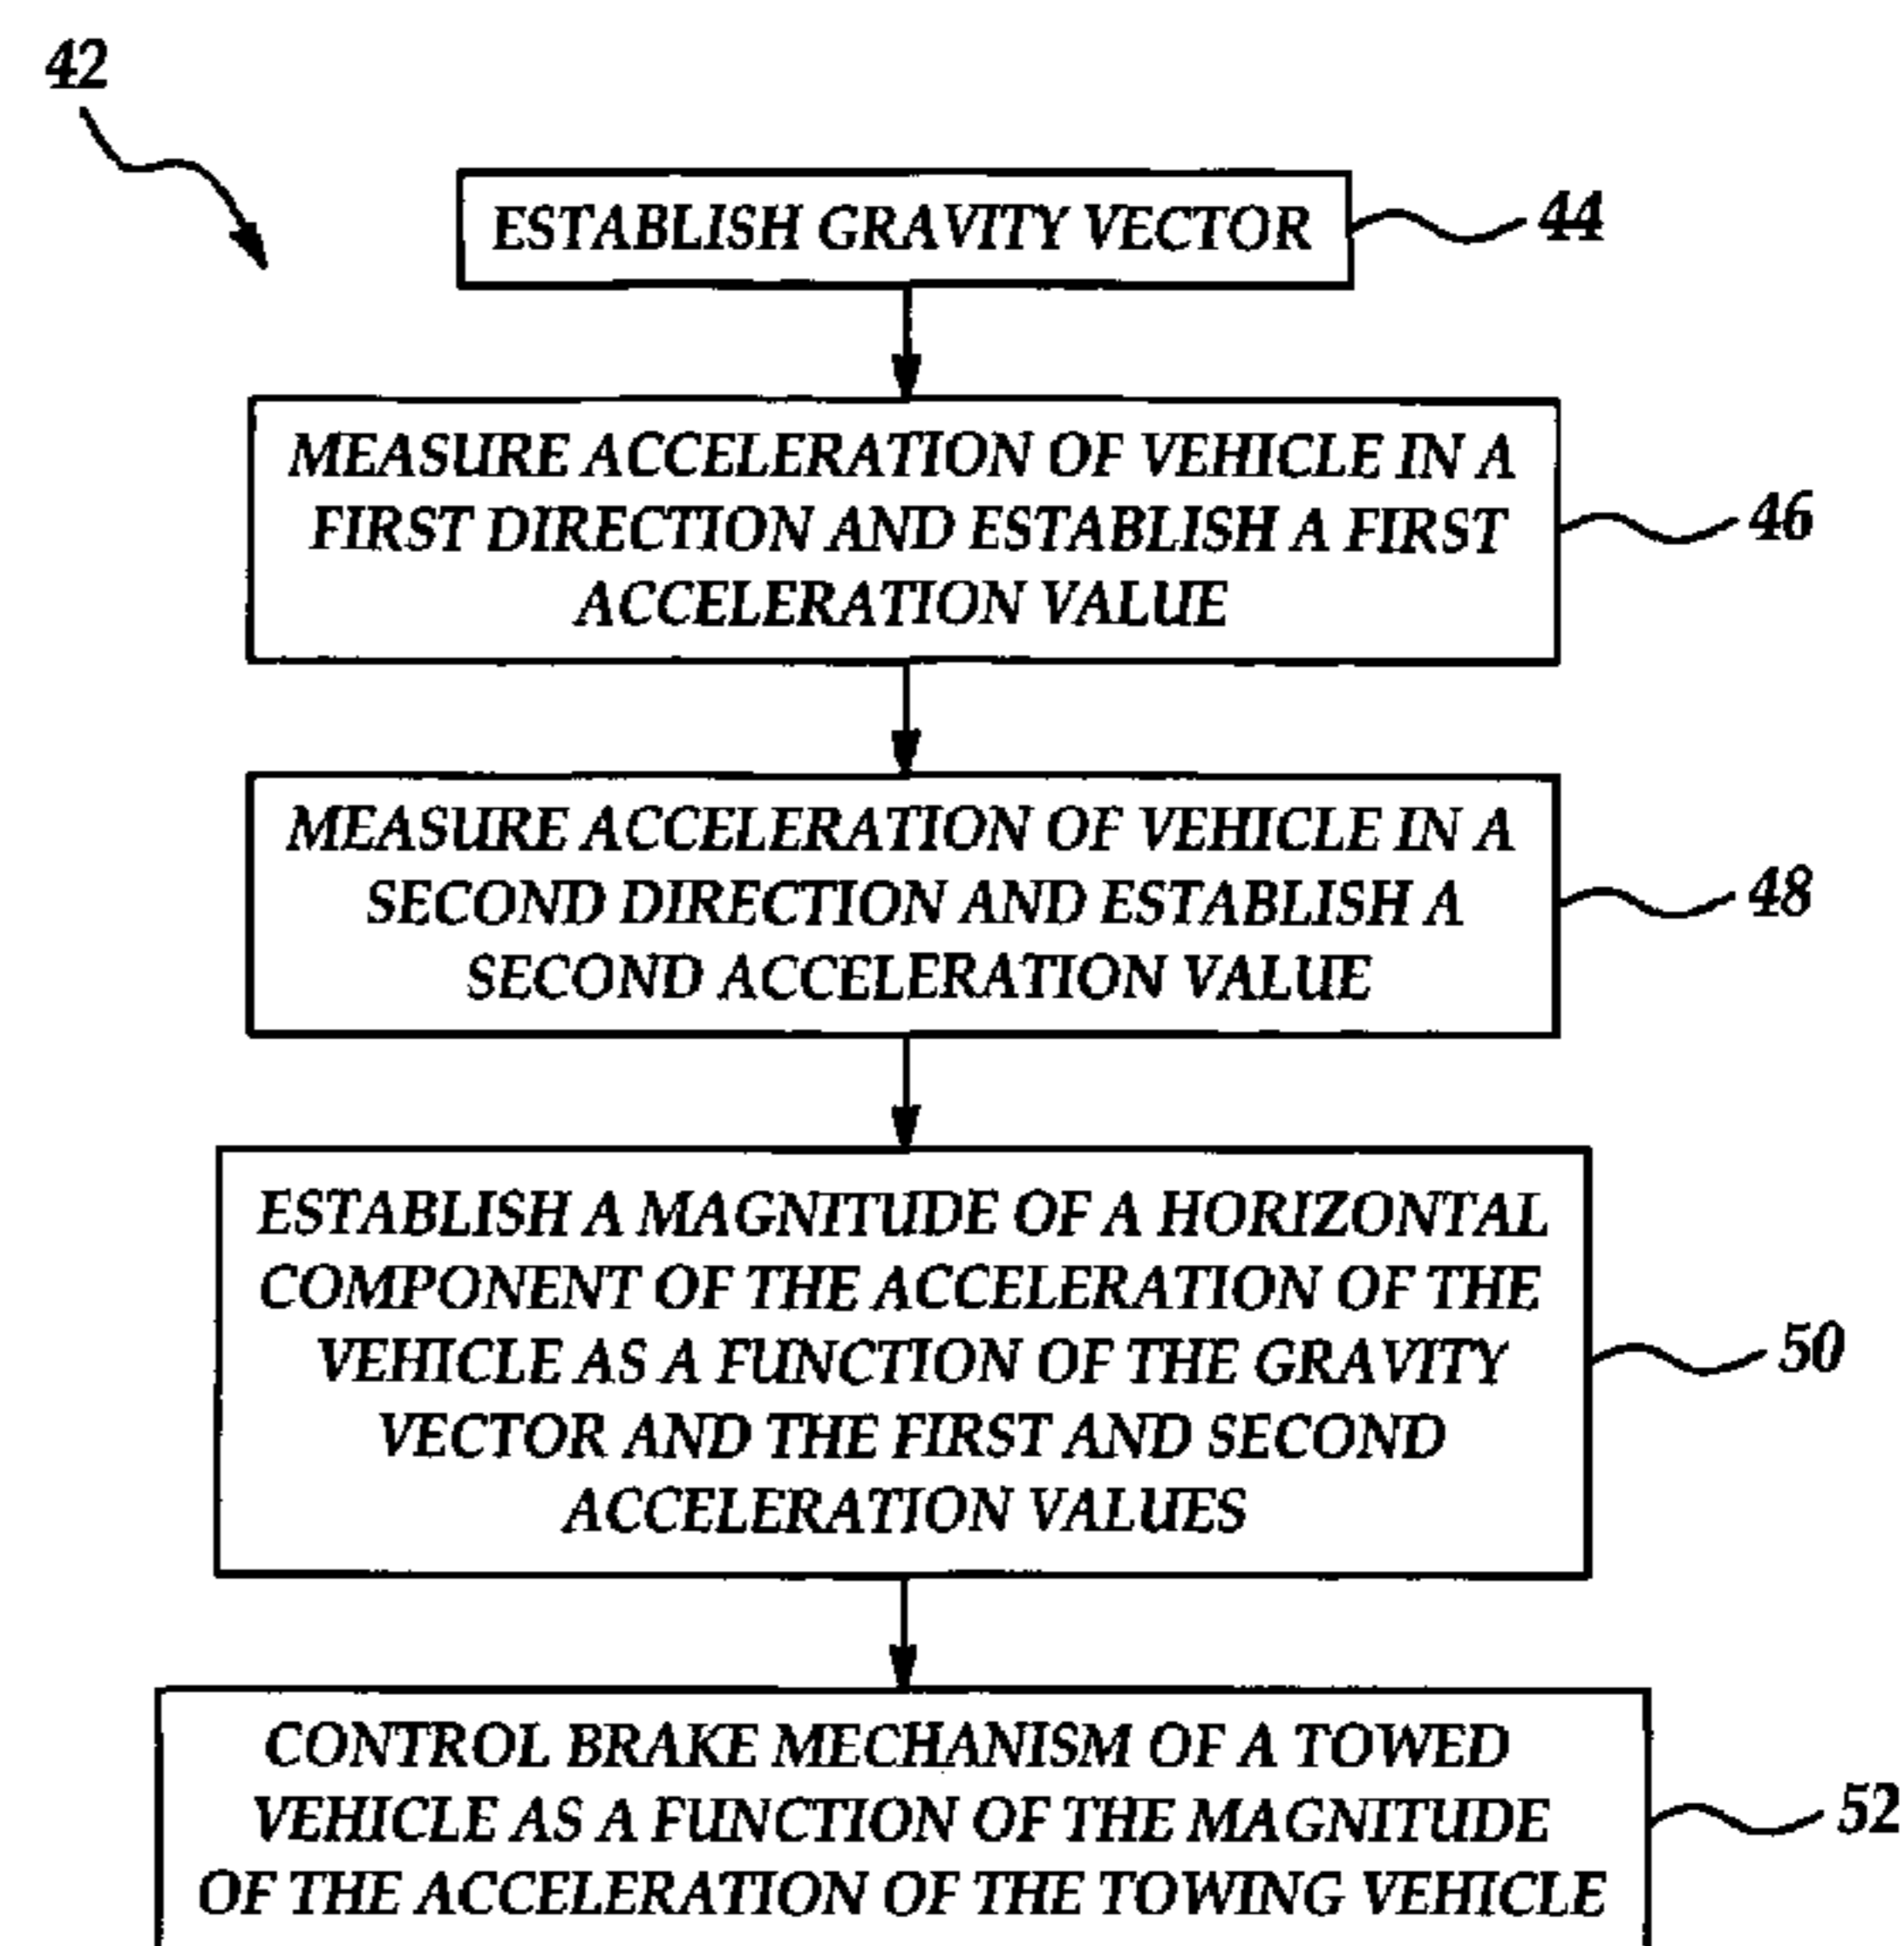 42
ESTABLISH GRAVITY VECTOR
44
MEASURE ACCELERATION OF VEHICLE IN A
FIRST DIRECTION AND ESTABLISH A FIRST
ACCELERATION VALUE
46
MEASURE ACCELERATION OF VEHICLE IN A
SECOND DIRECTION AND ESTABLISH A
SECOND ACCELERATION VALUE
48
ESTABLISH A MAGNITUDE OF A HORIZONTAL
COMPONENT OF THE ACCELERATION OF THE
VEHICLE AS A FUNCTION OF THE GRAVITY
VECTOR AND THE FIRST AND SECOND
ACCELERATION VALUES
50
CONTROL BRAKE MECHANISM OF A TOWED
VEHICLE AS A FUNCTION OF THE MAGNITUDE
OF THE ACCELERATION OF THE TOWING VEHICLE
52